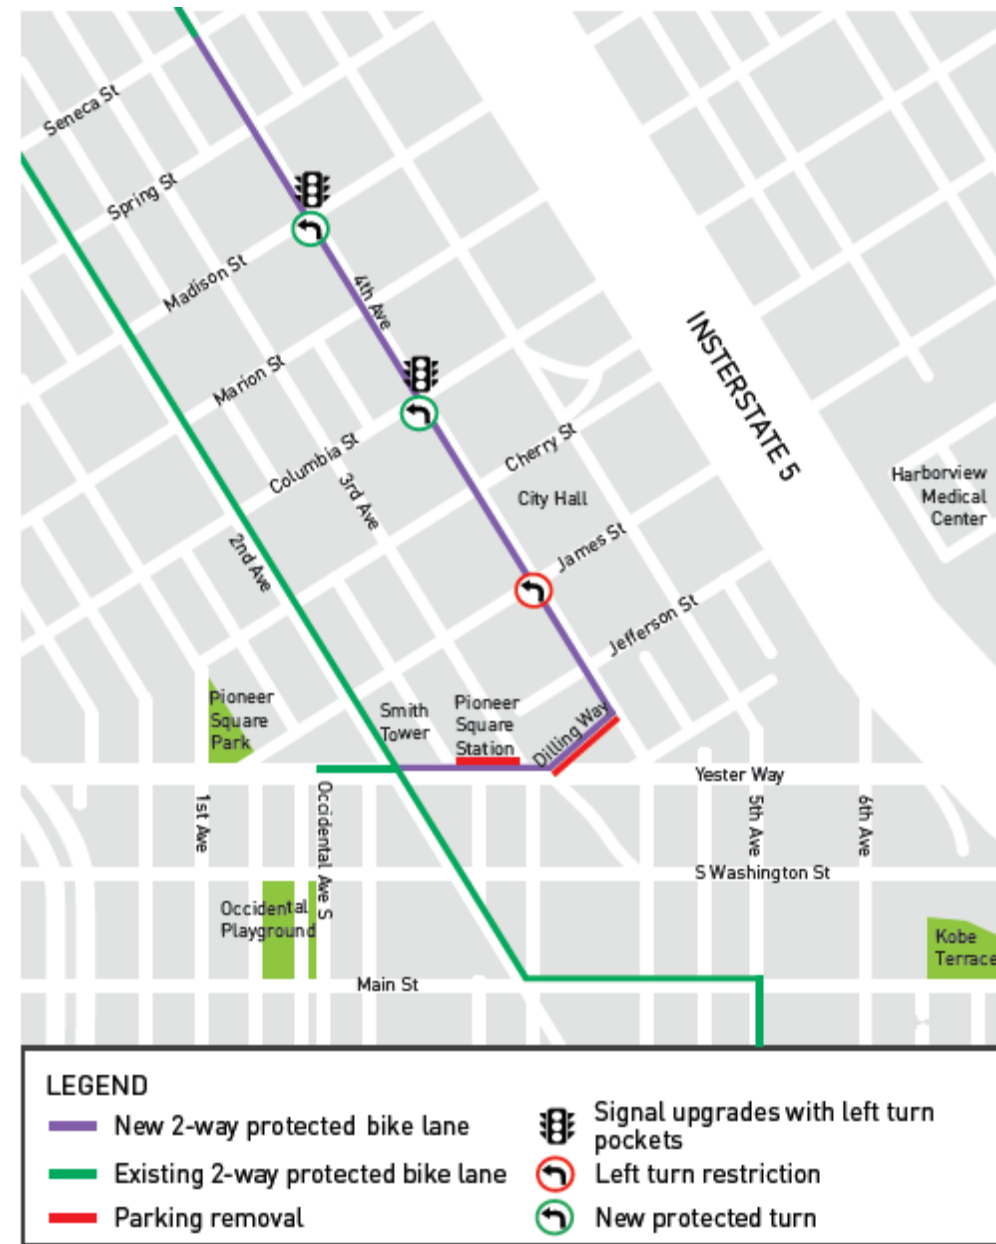 Seneca St
Spring St
Madison St
4th Ave
Marion St
INSTERSTATE 5
Columbia St
3rd Ave
Cherry St
City Hall
Harborview
Medical
Center
2nd Ave
James St
Jefferson St
Pioneer
Square
Park
Smith
Tower
Pioneer
Square
Station
Dilling Way
Yester Way
1st Ave
Occidental Ave S
5th Ave
6th Ave
S Washington St
Occidental
Playground
Kobe
Terrace
Main St
LEGEND
New 2-way protected bike lane
Existing 2-way protected bike lane
Parking removal
Signal upgrades with left turn
pockets
Left turn restriction
New protected turn